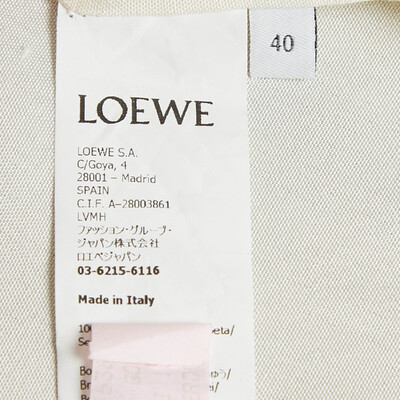 40
LOEWE
LOEWE S.A.
C/Goya, 4
28001 – Madrid
SPAIN
C.I.F. A–28003861
LVMH
ファッション・グループ・
ジャパン株式会社
ロエベジャパン
03-6215-6116
Made in Italy